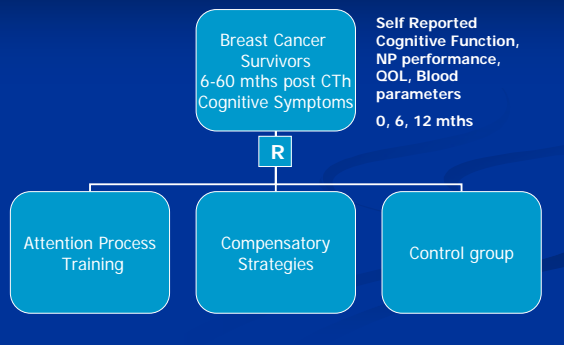 Breast Cancer
Survivors
6-60 mths post CTh
Cognitive Symptoms
Self Reported
Cognitive Function,
NP performance,
QOL, Blood
parameters
0, 6, 12 mths
R
Attention Process
Training
Compensatory
Strategies
Control group